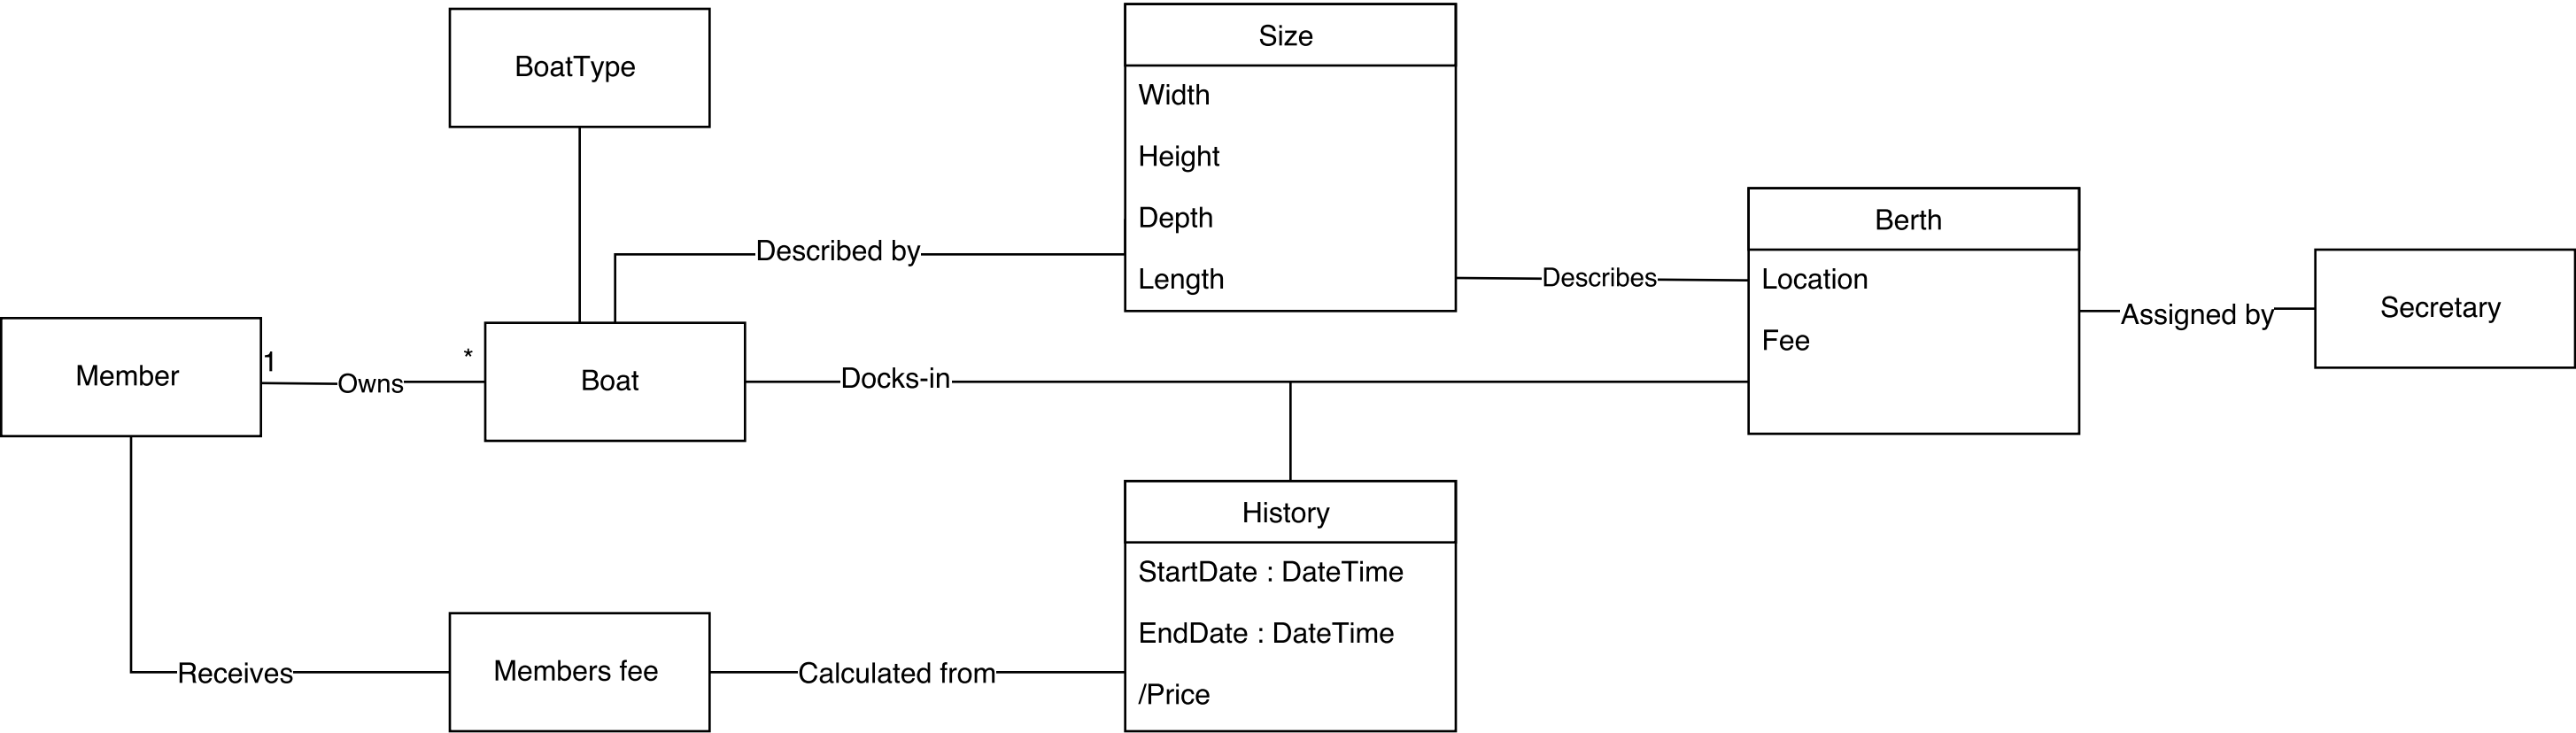 BoatType
Size
Width
Height
Depth
Length
Described by
Describes
Berth
Location
Fee
Assigned by
Secretary
Member
1
Owns
*
Boat
Docks-in
History
StartDate : DateTime
EndDate : DateTime
/Price
Receives
Members fee
Calculated from